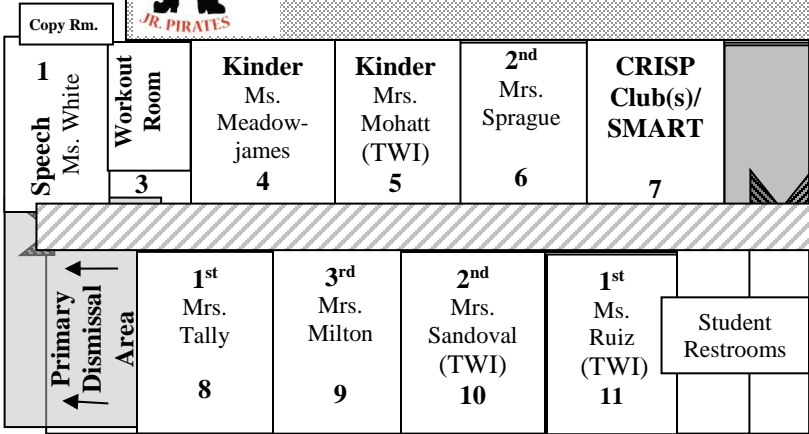 JR. PIRATES
Copy Rm.
1
Speech
Ms. White
Workout
Room
3
Kinder
Ms.
Meadow-
james
4
Kinder
Mrs.
Mohatt
(TWI)
5
2nd
Mrs.
Sprague
6
CRISP
Club(s)/
SMART
7
Primary
Dismissal
Area
1st
Mrs.
Tally
8
3rd
Mrs.
Milton
9
2nd
Mrs.
Sandoval
(TWI)
10
1st
Ms.
Ruiz
(TWI)
11
Student
Restrooms